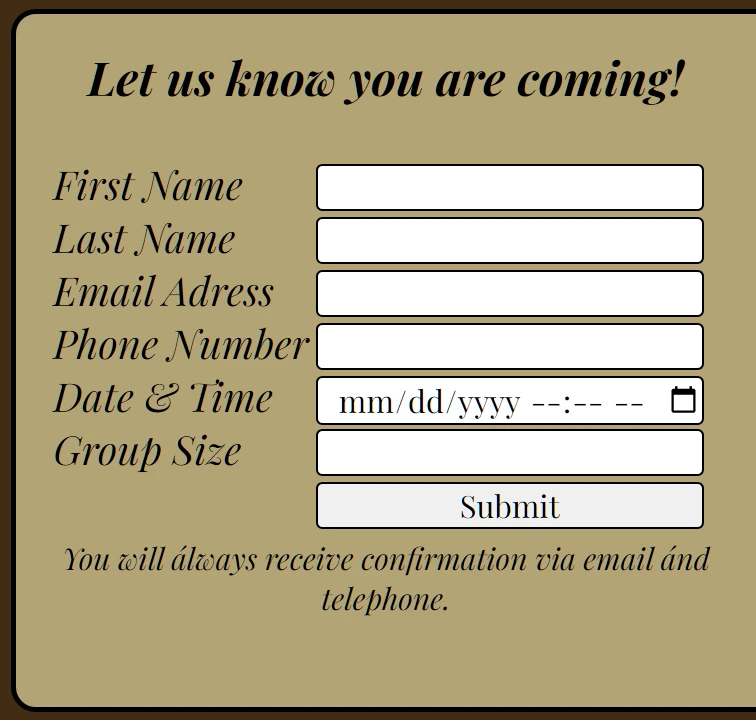 Let us know you are coming!
First Name
Last Name
Email Adress
Phone Number
Date & Time mm/dd/yyyy --:-- --
Group Size
Submit
You will álways receive confirmation via email ánd
telephone.